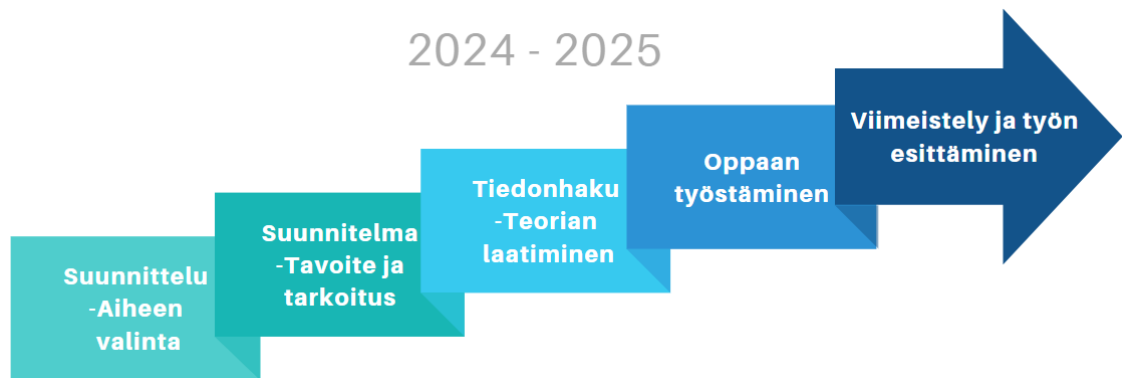 2024 - 2025
Suunnittelu
-Aiheen
valinta
Suunnitelma
-Tavoite ja
tarkoitus
Tiedonhaku
-Teorian
laatiminen
Oppaan
työstäminen
Viimeistely ja työn
esittäminen